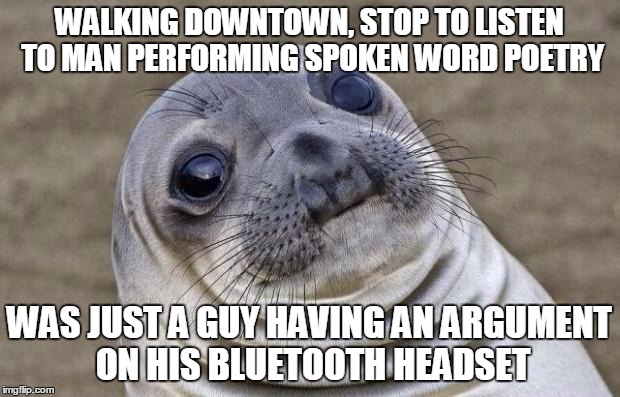 WALKING DOWNTOWN, STOP TO LISTEN
TO MAN PERFORMING SPOKEN WORD POETRY
WAS JUST A GUY HAVING AN ARGUMENT
ON HIS BLUETOOTH HEADSET
imgflip.com